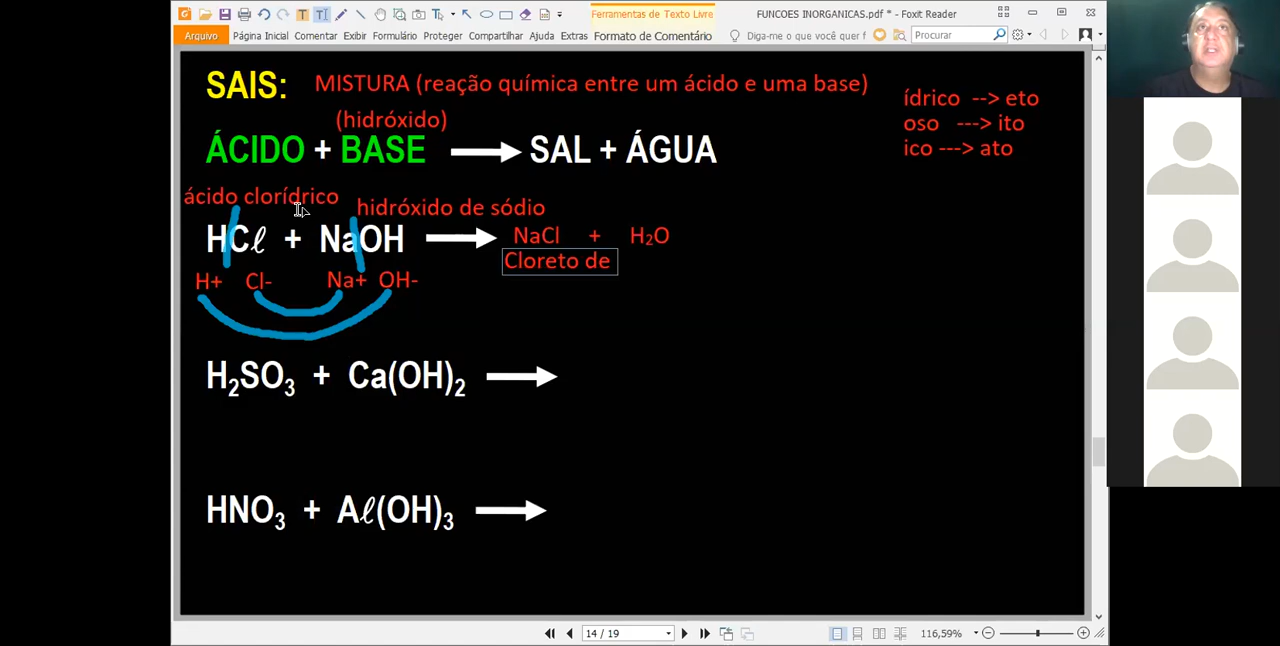 Ferramentas de Texto Livre
FUNCOES INORGANICAS.pdf * - Foxit Reader
Arquivo Página Inicial Comentar Exibir Formulário Proteger Compartilhar Ajuda Extras Formato de Comentário Diga-me o que você quer f Procurar
SAIS: MISTURA (reação química entre um ácido e uma base)
ídrico --> eto
oso ---> ito
ico ---> ato
(hidróxido)
ÁCIDO + BASE SAL + ÁGUA
ácido clorídrico hidróxido de sódio
HCℓ + NaOH NaCl + H₂O
Cloreto de
H+ Cl- Na+ OH-
H₂SO₃ + Ca(OH)₂
HNO₃ + Aℓ(OH)₃
14 / 19
116,59%